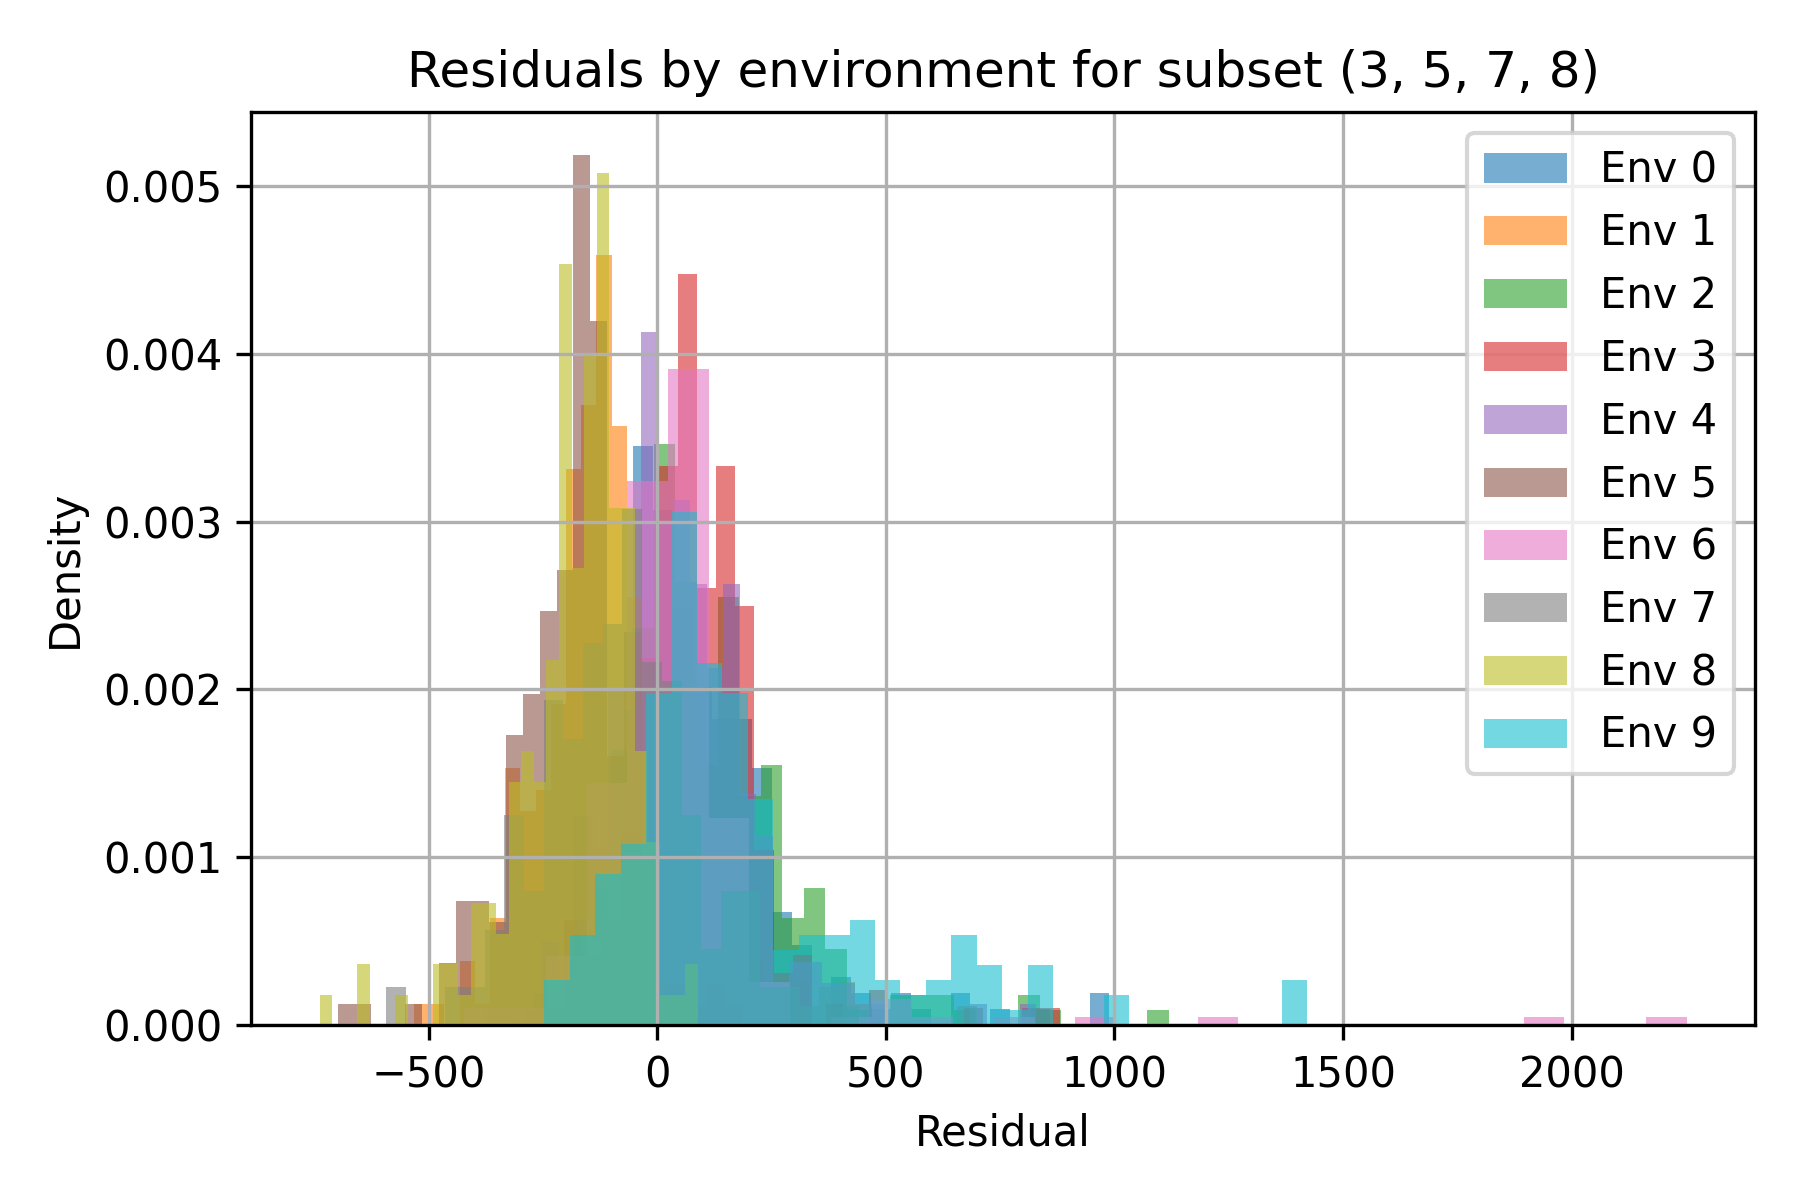 Residuals by environment for subset (3, 5, 7, 8)
Density
0.005
0.004
0.003
0.002
0.001
0.000
−500
0
500
1000
1500
2000
Residual
Env 0
Env 1
Env 2
Env 3
Env 4
Env 5
Env 6
Env 7
Env 8
Env 9